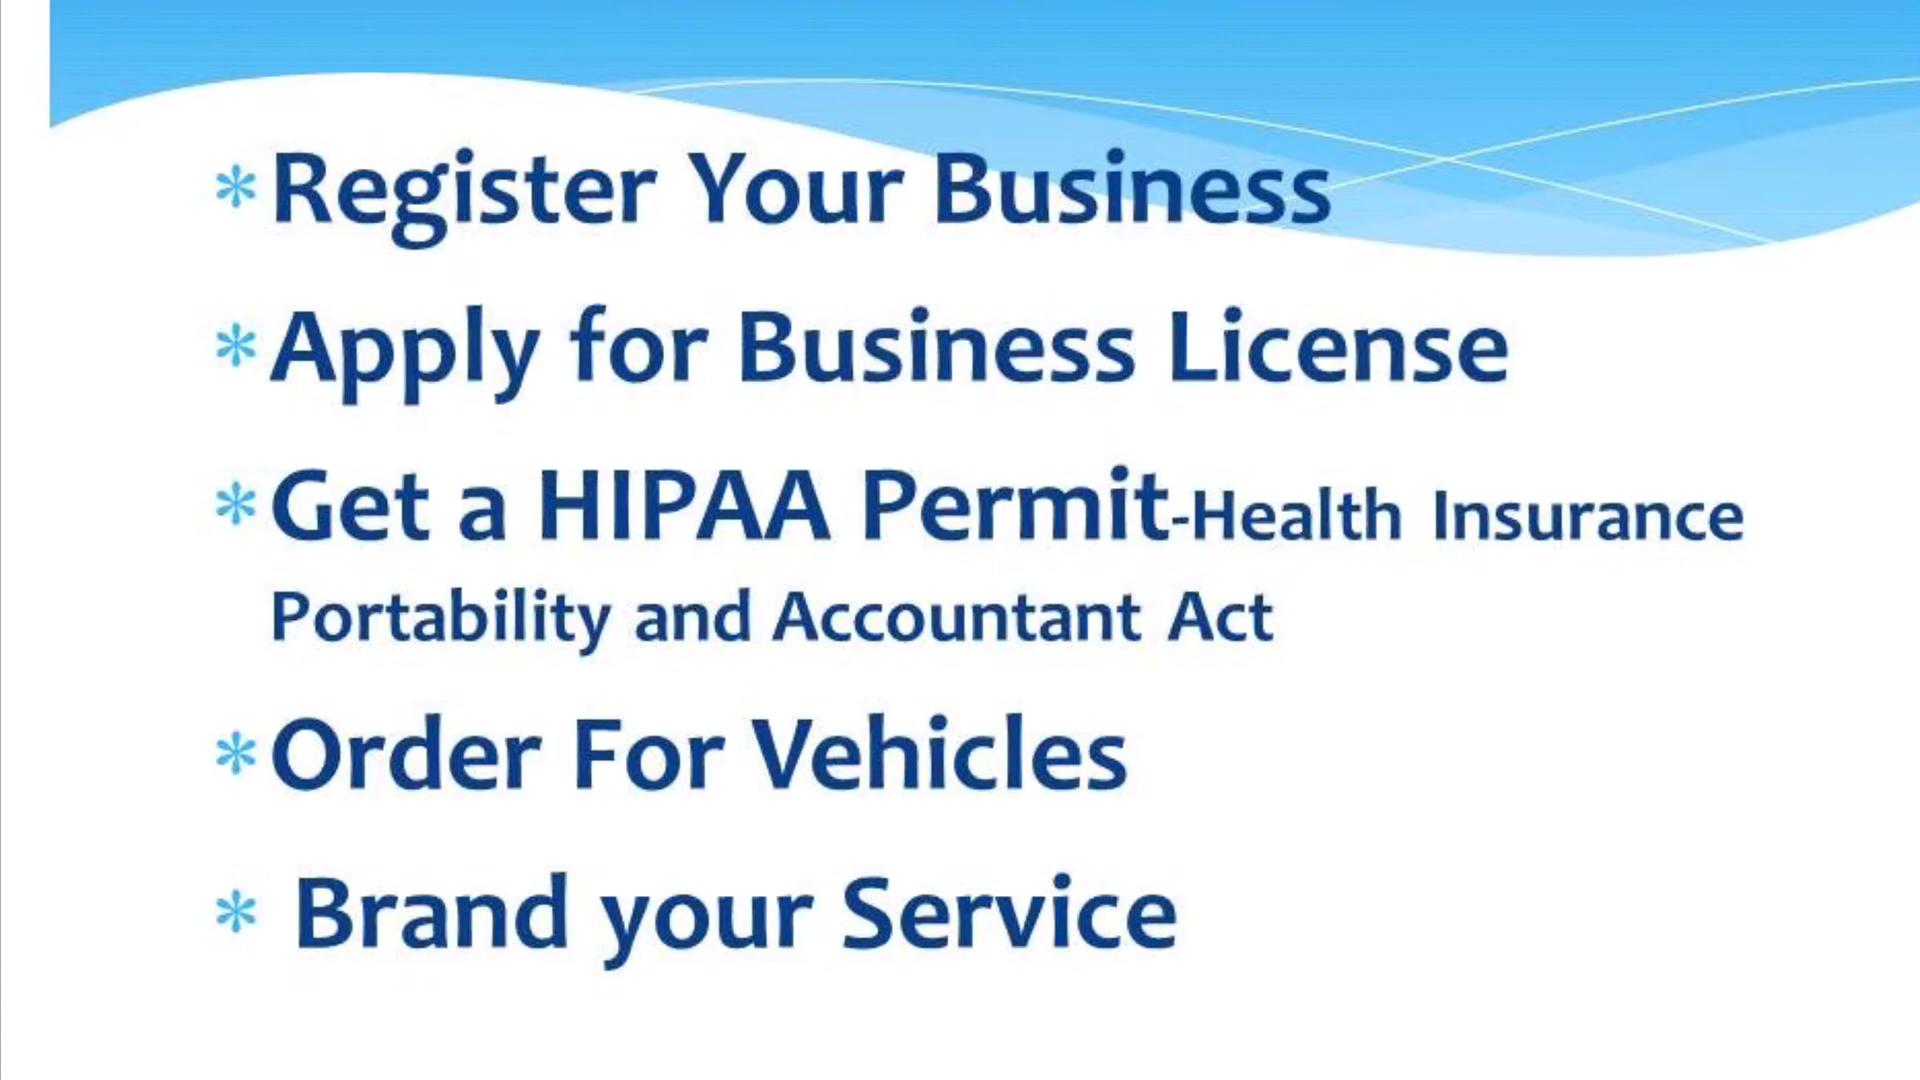 * Register Your Business
* Apply for Business License
* Get a HIPAA Permit-Health Insurance
Portability and Accountant Act
* Order For Vehicles
* Brand your Service